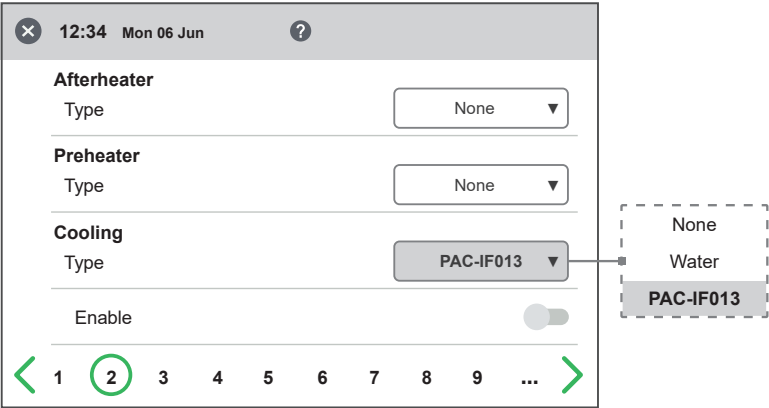 12:34 Mon 06 Jun ?
Afterheater
Type None ▼
Preheater
Type None ▼
Cooling
Type PAC-IF013 ▼
Enable
1 2 3 4 5 6 7 8 9 ...
None
Water
PAC-IF013